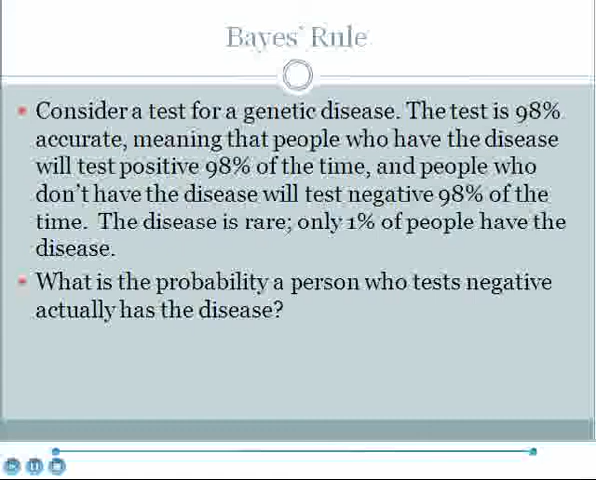 Bayes' Rule
• Consider a test for a genetic disease. The test is 98%
accurate, meaning that people who have the disease
will test positive 98% of the time, and people who
don't have the disease will test negative 98% of the
time. The disease is rare; only 1% of people have the
disease.
• What is the probability a person who tests negative
actually has the disease?